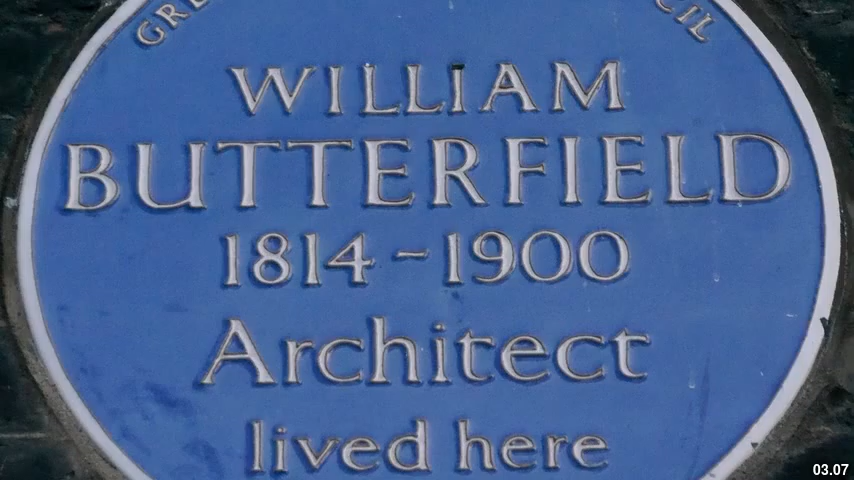 WILLIAM
BUTTERFIELD
1814 - 1900
Architect
lived here
03.07